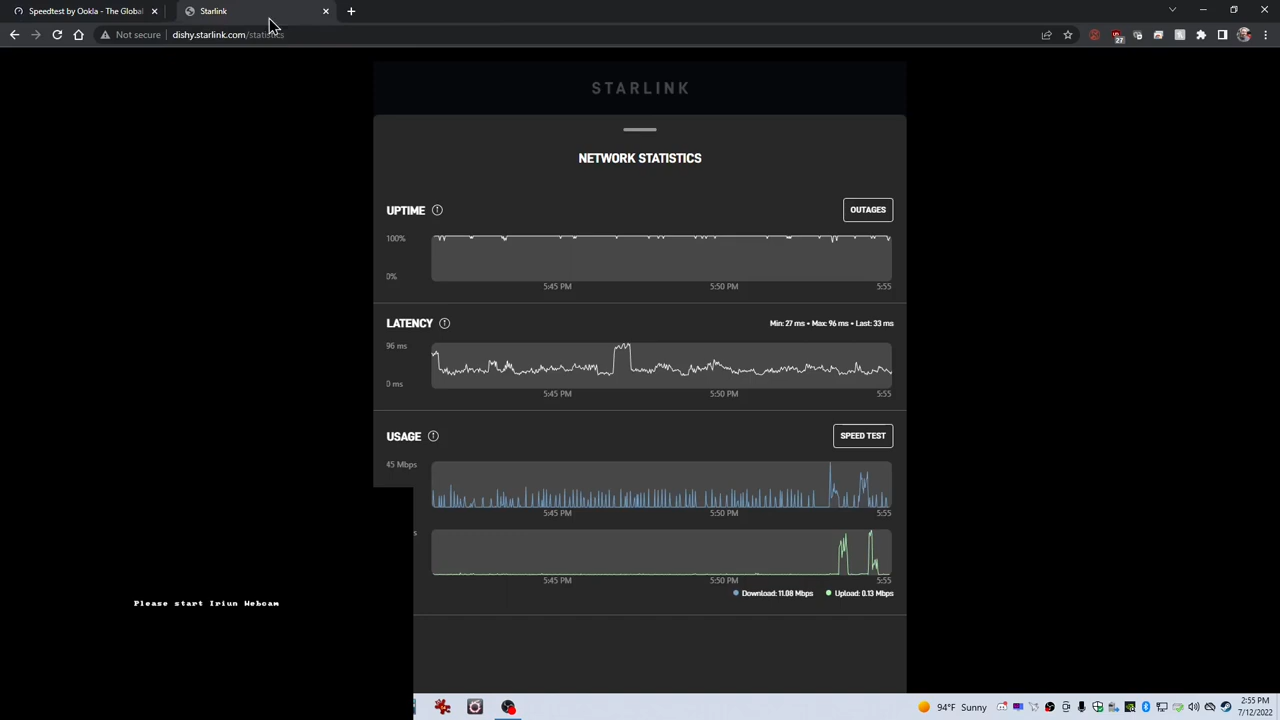 Speedtest by Ookla - The Global
Starlink
Not secure
dishy.starlink.com/statistics
27
STARLINK
NETWORK STATISTICS
UPTIME
OUTAGES
100%
0%
5:45 PM 5:50 PM 5:55
LATENCY
Min: 27 ms • Max: 96 ms • Last: 33 ms
96 ms
0 ms
5:45 PM 5:50 PM 5:55
USAGE
SPEED TEST
45 Mbps
5:45 PM 5:50 PM 5:55
s
5:45 PM 5:50 PM 5:55
Download: 11.08 Mbps Upload: 0.13 Mbps
Please start Iriun Webcam
94°F Sunny
2:55 PM
7/12/2022